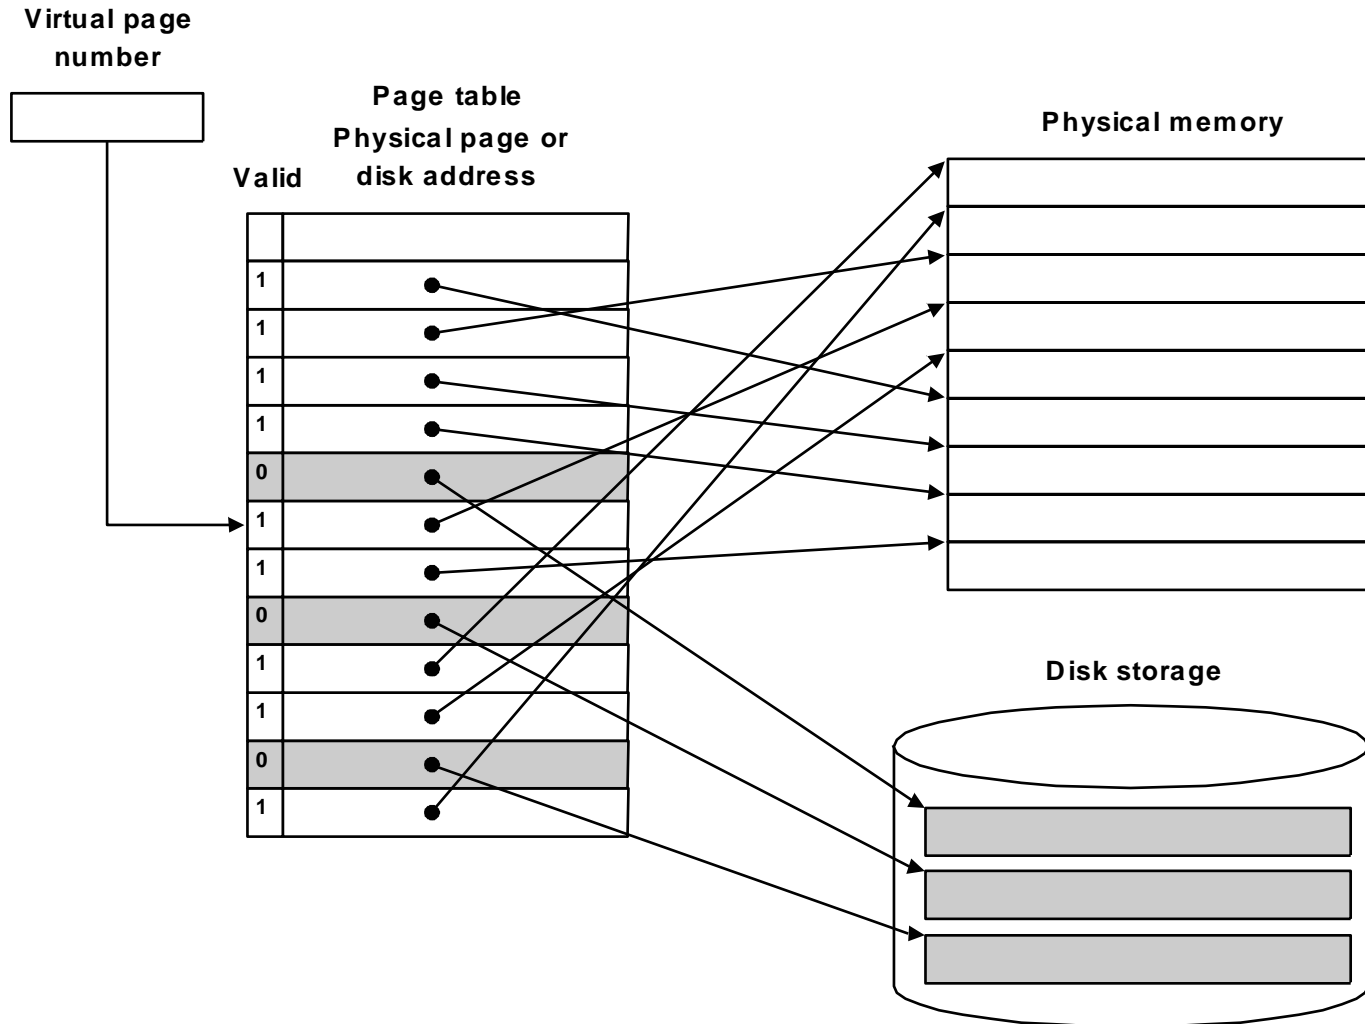 Virtual page
number
Page table
Physical page or
disk address
Valid
Physical memory
1
1
1
1
0
1
1
0
1
1
0
1
Disk storage